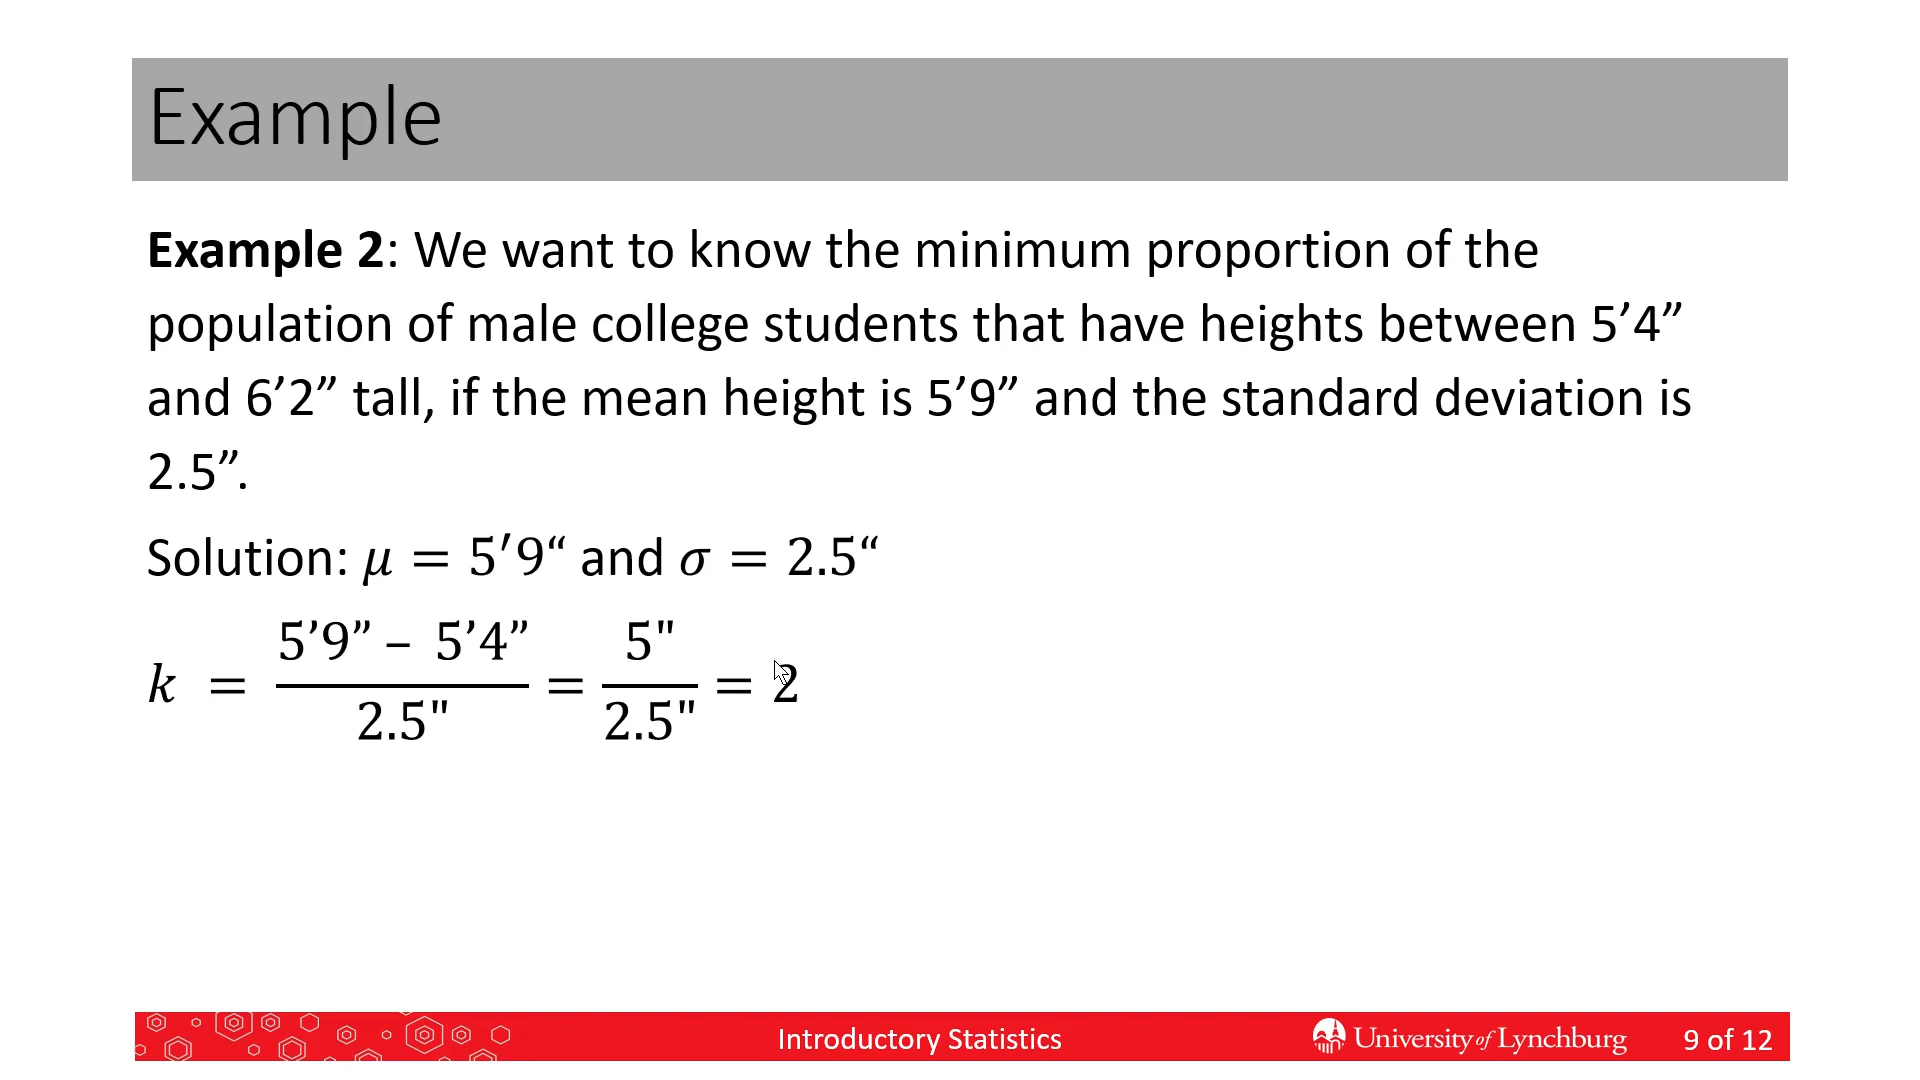 Example
Example 2: We want to know the minimum proportion of the
population of male college students that have heights between 5’4”
and 6’2” tall, if the mean height is 5’9” and the standard deviation is
2.5”.
Solution: 𝜇 = 5′9“ and 𝜎 = 2.5“
𝑘 = (5’9” – 5’4”)/2.5" = 5"/2.5" = 2
Introductory Statistics
University of Lynchburg
9 of 12